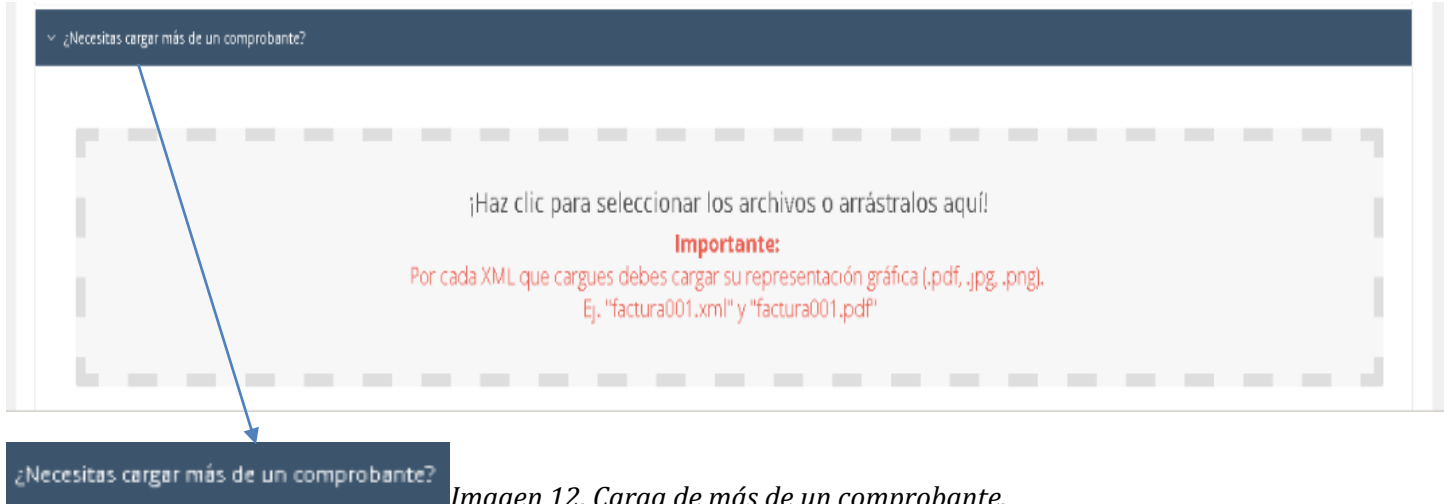 ¿Necesitas cargar más de un comprobante?
¡Haz clic para seleccionar los archivos o arrástralos aquí!
Importante:
Por cada XML que cargues debes cargar su representación gráfica (.pdf, .jpg, .png).
Ej. "factura001.xml" y "factura001.pdf"
¿Necesitas cargar más de un comprobante?
Imagen 12. Carga de más de un comprobante.